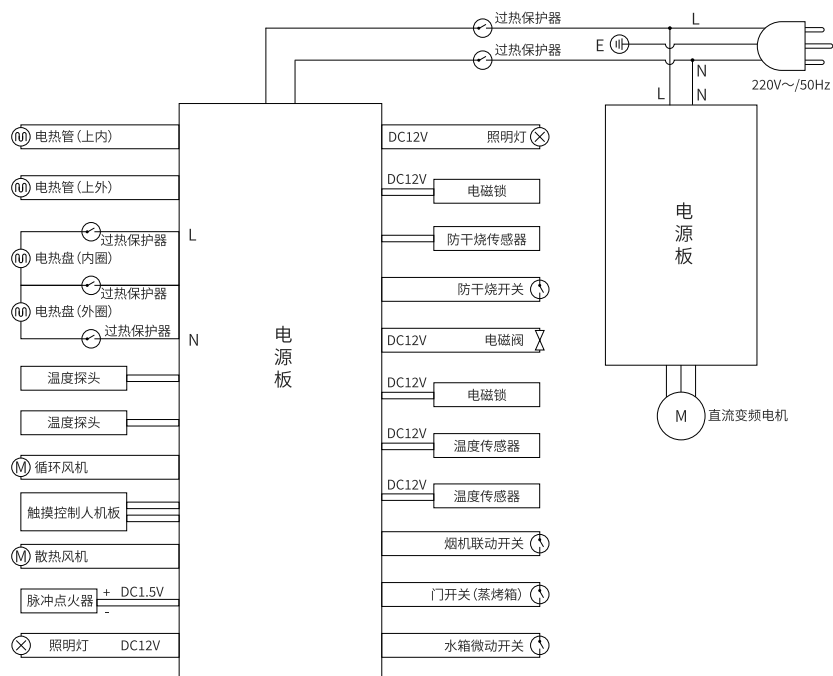 过热保护器
L
E
过热保护器
N
220V～/50Hz
L
N
电热管(上内)
DC12V
照明灯
电热管(上外)
DC12V
电磁锁
过热保护器
L
防干烧传感器
电热盘(内圈)
过热保护器
防干烧开关
电热盘(外圈)
过热保护器
N
DC12V
电磁阀
电源板
电源板
温度探头
DC12V
电磁锁
温度探头
M
直流变频电机
DC12V
温度传感器
M
循环风机
DC12V
温度传感器
触摸控制人机板
烟机联动开关
M
散热风机
脉冲点火器
+
DC1.5V
-
门开关(蒸烤箱)
照明灯
DC12V
水箱微动开关